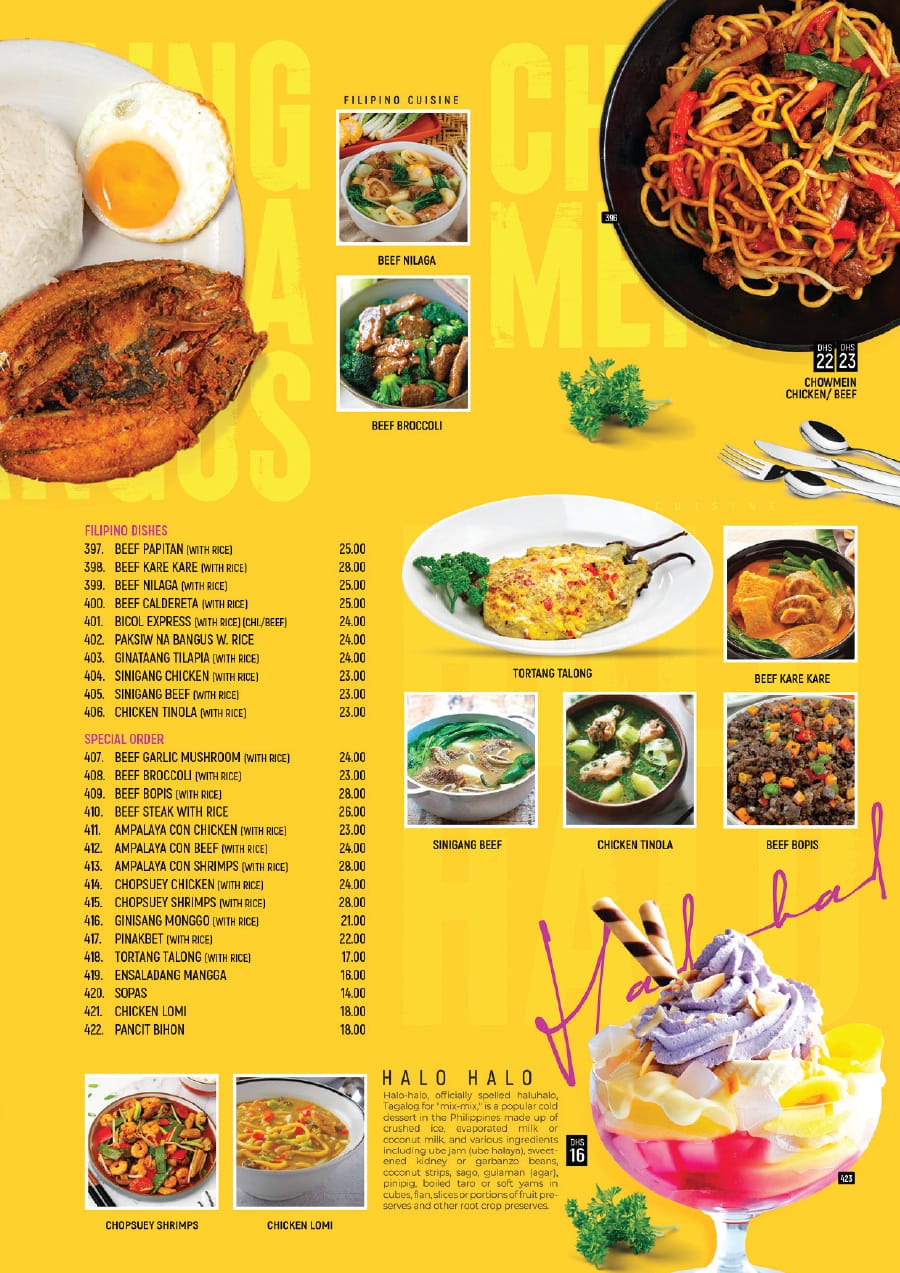 FILIPINO CUISINE
BEEF NILAGA
BEEF BROCCOLI
396
DHS 22
DHS 23
CHOWMEIN
CHICKEN/ BEEF
CUISINE
FILIPINO DISHES
397. BEEF PAPITAN (WITH RICE) 25.00
398. BEEF KARE KARE (WITH RICE) 28.00
399. BEEF NILAGA (WITH RICE) 25.00
400. BEEF CALDERETA (WITH RICE) 25.00
401. BICOL EXPRESS (WITH RICE) (CHI./BEEF) 24.00
402. PAKSIW NA BANGUS W. RICE 24.00
403. GINATAANG TILAPIA (WITH RICE) 24.00
404. SINIGANG CHICKEN (WITH RICE) 23.00
405. SINIGANG BEEF (WITH RICE) 23.00
406. CHICKEN TINOLA (WITH RICE) 23.00
SPECIAL ORDER
407. BEEF GARLIC MUSHROOM (WITH RICE) 24.00
408. BEEF BROCCOLI (WITH RICE) 23.00
409. BEEF BOPIS (WITH RICE) 28.00
410. BEEF STEAK WITH RICE 26.00
411. AMPALAYA CON CHICKEN (WITH RICE) 23.00
412. AMPALAYA CON BEEF (WITH RICE) 24.00
413. AMPALAYA CON SHRIMPS (WITH RICE) 28.00
414. CHOPSUEY CHICKEN (WITH RICE) 24.00
415. CHOPSUEY SHRIMPS (WITH RICE) 28.00
416. GINISANG MONGGO (WITH RICE) 21.00
417. PINAKBET (WITH RICE) 22.00
418. TORTANG TALONG (WITH RICE) 17.00
419. ENSALADANG MANGGA 16.00
420. SOPAS 14.00
421. CHICKEN LOMI 18.00
422. PANCIT BIHON 18.00
TORTANG TALONG
BEEF KARE KARE
SINIGANG BEEF
CHICKEN TINOLA
BEEF BOPIS
CHOPSUEY SHRIMPS
CHICKEN LOMI
HALO HALO
Halo-halo, officially spelled haluhalo,
Tagalog for "mix-mix," is a popular cold
dessert in the Philippines made up of
crushed ice, evaporated milk or
coconut milk, and various ingredients
including ube jam (ube halaya), sweet-
ened kidney or garbanzo beans,
coconut strips, sago, gulaman (agar),
pinipig, boiled taro or soft yams in
cubes, flan, slices or portions of fruit pre-
serves and other root crop preserves.
DHS
16
423